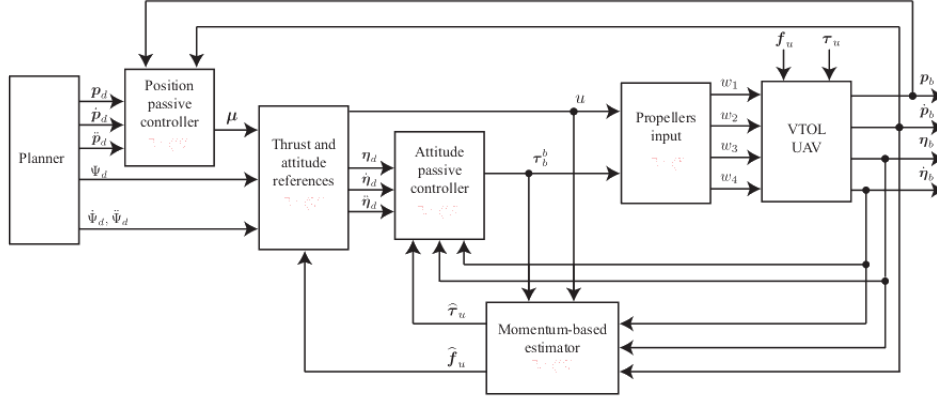 Planner
p_d
ṗ_d
p̈_d
Ψ_d
Ψ̇_d, Ψ̈_d
Position
passive
controller
μ
Thrust and
attitude
references
η_d
η̇_d
η̈_d
Attitude
passive
controller
u
τ_b^b
Propellers
input
w_1
w_2
w_3
w_4
f_u
τ_u
VTOL
UAV
p_b
ṗ_b
η_b
η̇_b
τ̂_u
f̂_u
Momentum-based
estimator